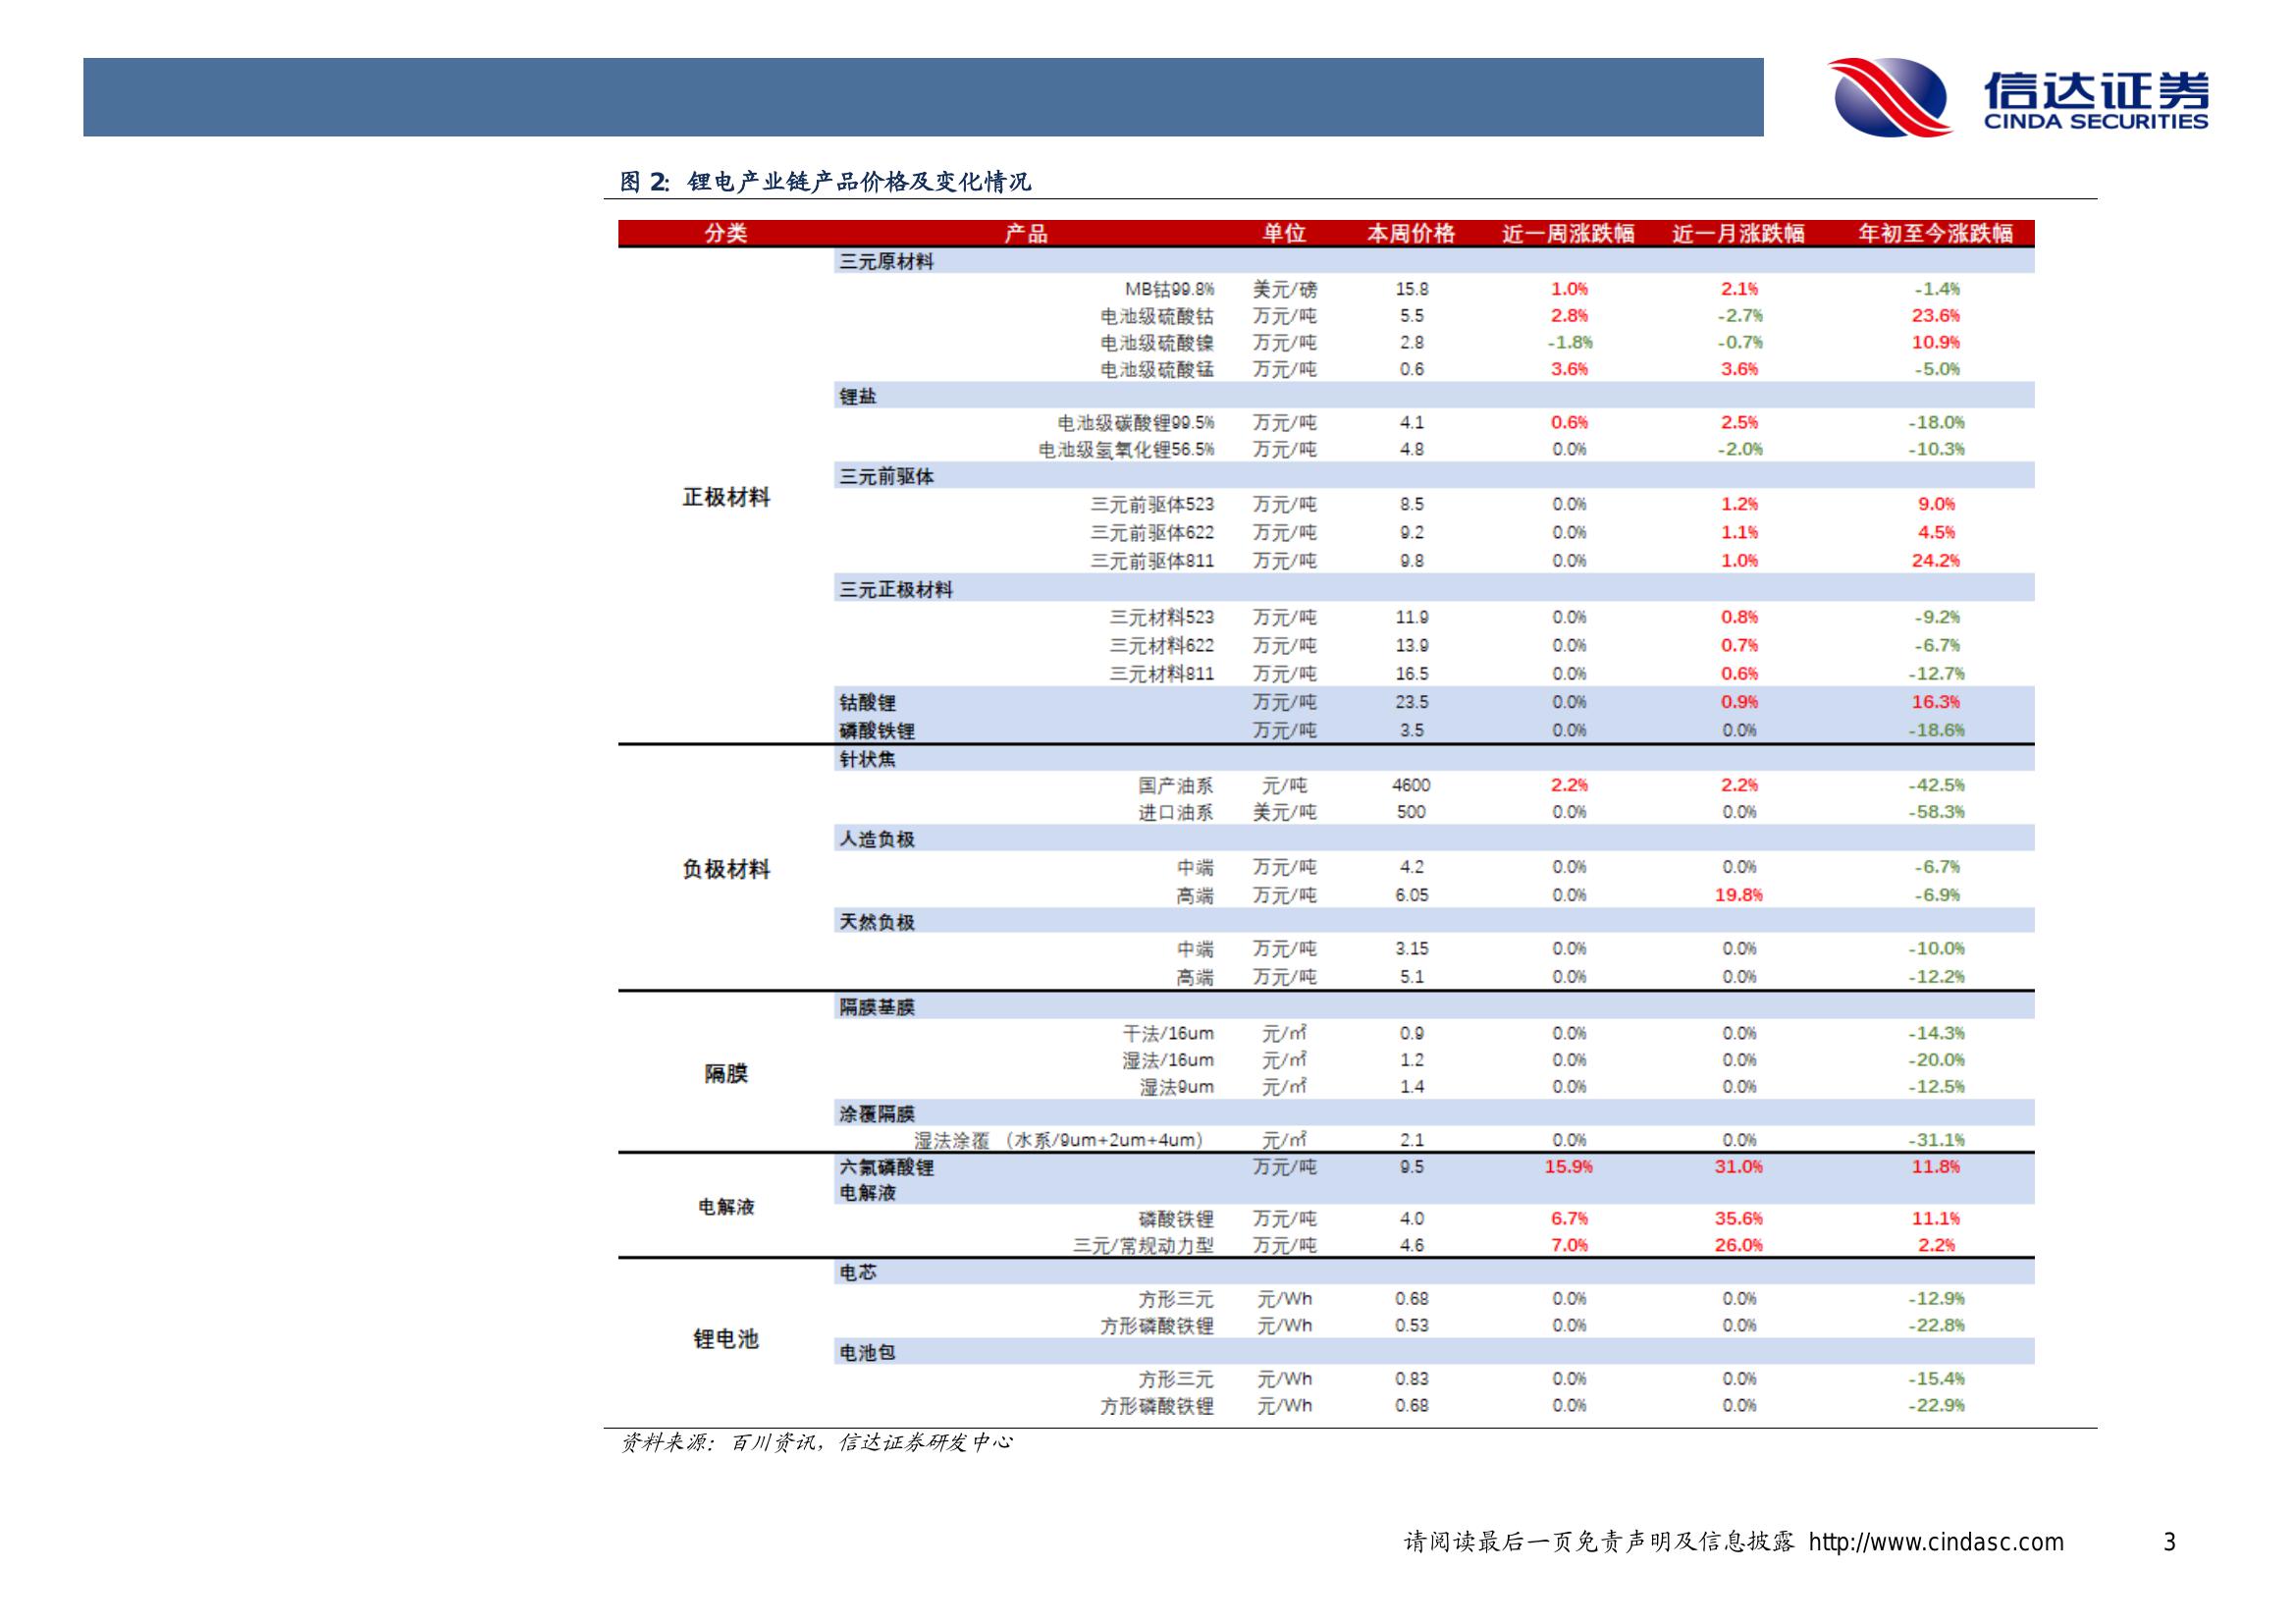 信达证券
CINDA SECURITIES
图 2：锂电产业链产品价格及变化情况
分类 产品 单位 本周价格 近一周涨跌幅 近一月涨跌幅 年初至今涨跌幅
三元原材料
MB钴99.8% 美元/磅 15.8 1.0% 2.1% -1.4%
电池级硫酸钴 万元/吨 5.5 2.8% -2.7% 23.6%
电池级硫酸镍 万元/吨 2.8 -1.8% -0.7% 10.9%
电池级硫酸锰 万元/吨 0.6 3.6% 3.6% -5.0%
锂盐
电池级碳酸锂99.5% 万元/吨 4.1 0.6% 2.5% -18.0%
电池级氢氧化锂56.5% 万元/吨 4.8 0.0% -2.0% -10.3%
三元前驱体
正极材料
三元前驱体523 万元/吨 8.5 0.0% 1.2% 9.0%
三元前驱体622 万元/吨 9.2 0.0% 1.1% 4.5%
三元前驱体811 万元/吨 9.8 0.0% 1.0% 24.2%
三元正极材料
三元材料523 万元/吨 11.9 0.0% 0.8% -9.2%
三元材料622 万元/吨 13.9 0.0% 0.7% -6.7%
三元材料811 万元/吨 16.5 0.0% 0.6% -12.7%
钴酸锂 万元/吨 23.5 0.0% 0.9% 16.3%
磷酸铁锂 万元/吨 3.5 0.0% 0.0% -18.6%
针状焦
国产油系 元/吨 4600 2.2% 2.2% -42.5%
进口油系 美元/吨 500 0.0% 0.0% -58.3%
人造负极
负极材料 中端 万元/吨 4.2 0.0% 0.0% -6.7%
高端 万元/吨 6.05 0.0% 19.8% -6.9%
天然负极
中端 万元/吨 3.15 0.0% 0.0% -10.0%
高端 万元/吨 5.1 0.0% 0.0% -12.2%
隔膜基膜
干法/16um 元/㎡ 0.9 0.0% 0.0% -14.3%
湿法/16um 元/㎡ 1.2 0.0% 0.0% -20.0%
隔膜
湿法9um 元/㎡ 1.4 0.0% 0.0% -12.5%
涂覆隔膜
湿法涂覆（水系/9um+2um+4um） 元/㎡ 2.1 0.0% 0.0% -31.1%
六氟磷酸锂 万元/吨 9.5 15.9% 31.0% 11.8%
电解液
电解液
磷酸铁锂 万元/吨 4.0 6.7% 35.6% 11.1%
三元/常规动力型 万元/吨 4.6 7.0% 26.0% 2.2%
电芯
方形三元 元/Wh 0.68 0.0% 0.0% -12.9%
方形磷酸铁锂 元/Wh 0.53 0.0% 0.0% -22.8%
锂电池
电池包
方形三元 元/Wh 0.83 0.0% 0.0% -15.4%
方形磷酸铁锂 元/Wh 0.68 0.0% 0.0% -22.9%
资料来源：百川资讯，信达证券研发中心
请阅读最后一页免责声明及信息披露 http://www.cindasc.com 3